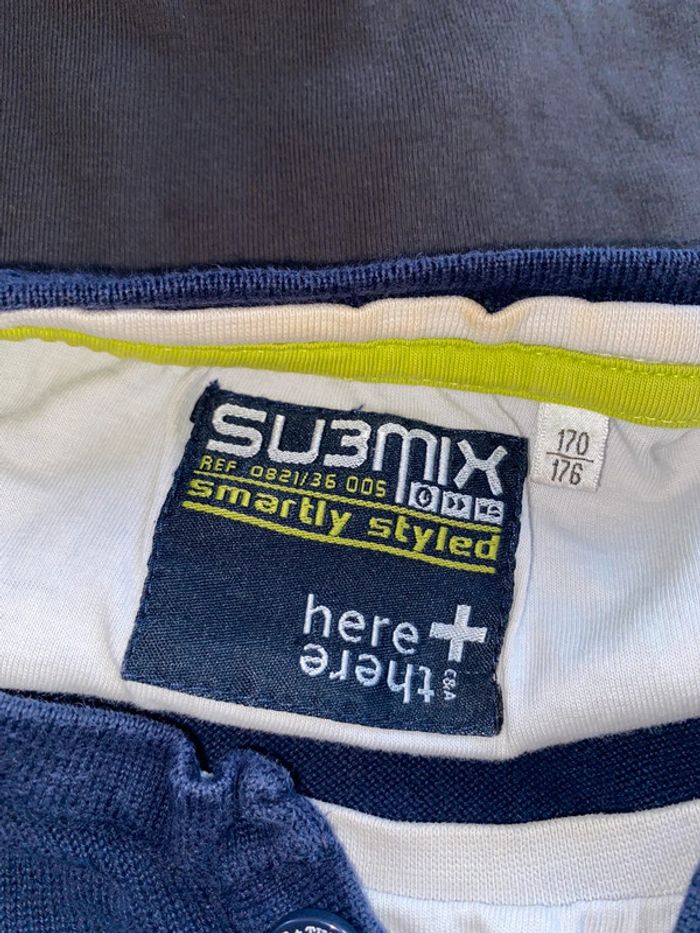 SU3MIX
REF 0821/36 005
smartly styled
here +
there
C&A
170
176